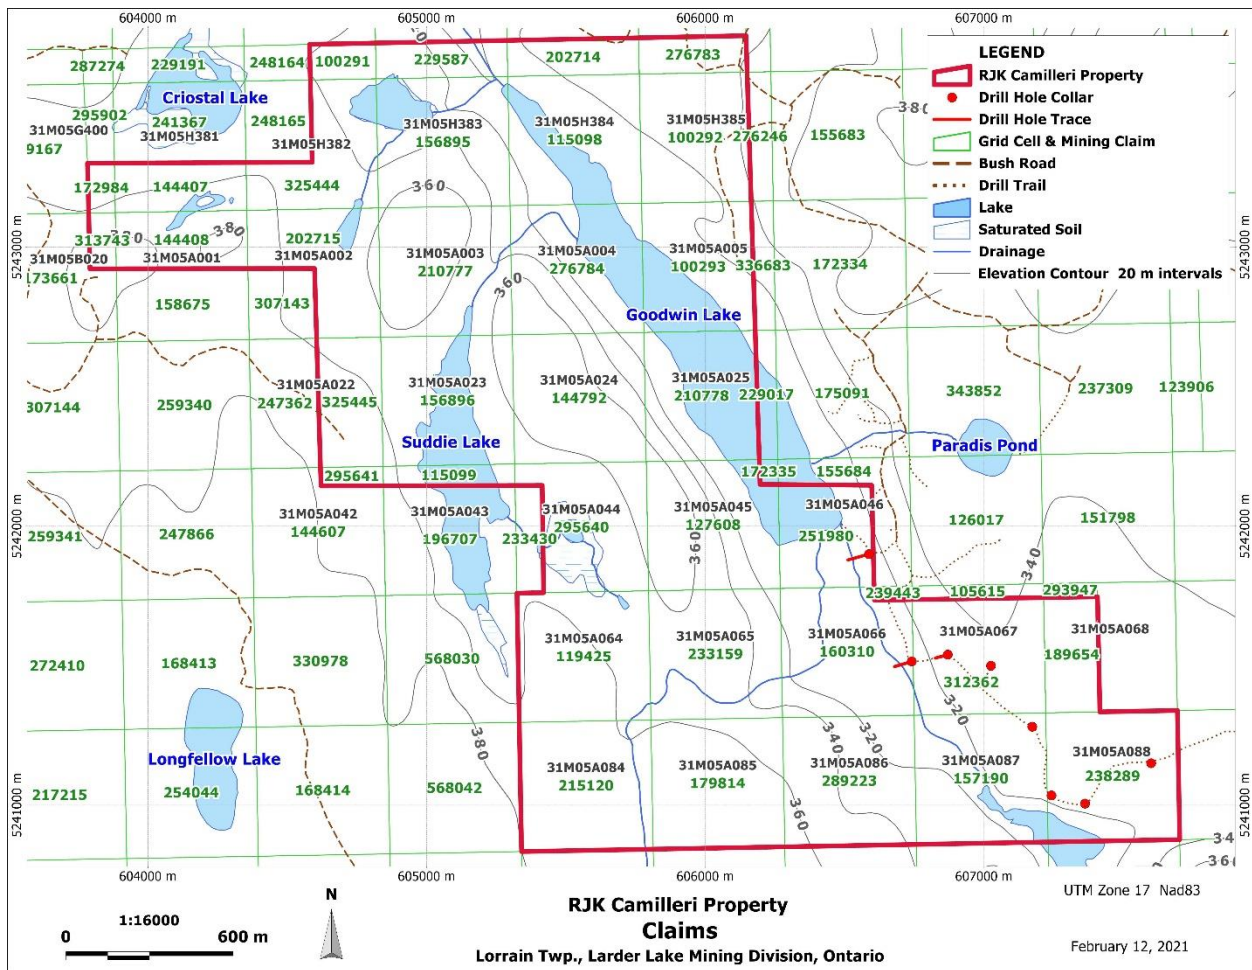 604000 m
605000 m
606000 m
607000 m
LEGEND
RJK Camilleri Property
Drill Hole Collar
Drill Hole Trace
Grid Cell & Mining Claim
Bush Road
Drill Trail
Lake
Saturated Soil
Drainage
Elevation Contour 20 m intervals
287274
229191
248164
100291
229587
202714
276783
Criostal Lake
295902
241367
248165
31M05G400
31M05H381
31M05H382
31M05H383
31M05H384
31M05H385
9167
156895
115098
100292
276246
155683
380
172984
144407
325444
360
313743
144408
380
202715
31M05B020
31M05A001
31M05A002
31M05A003
31M05A004
31M05A005
173661
210777
276784
100293
336683
172334
5243000 m
5243000 m
158675
307143
360
Goodwin Lake
31M05A022
31M05A023
31M05A024
31M05A025
307144
259340
247362
325445
156896
144792
210778
229017
175091
343852
237309
123906
Suddie Lake
Paradis Pond
295641
115099
172335
155684
31M05A042
31M05A043
31M05A044
31M05A045
31M05A046
259341
247866
144607
196707
233430
295640
127608
251980
126017
151798
5242000 m
5242000 m
360
340
239443
105615
293947
31M05A064
31M05A065
31M05A066
31M05A067
31M05A068
272410
168413
330978
568030
119425
233159
160310
312362
189654
320
380
340
320
Longfellow Lake
31M05A084
31M05A085
31M05A086
31M05A087
31M05A088
217215
254044
168414
568042
215120
179814
289223
157190
238289
5241000 m
5241000 m
360
34
360
604000 m
605000 m
606000 m
607000 m
1:16000
0
600 m
N
RJK Camilleri Property
Claims
Lorrain Twp., Larder Lake Mining Division, Ontario
UTM Zone 17 Nad83
February 12, 2021